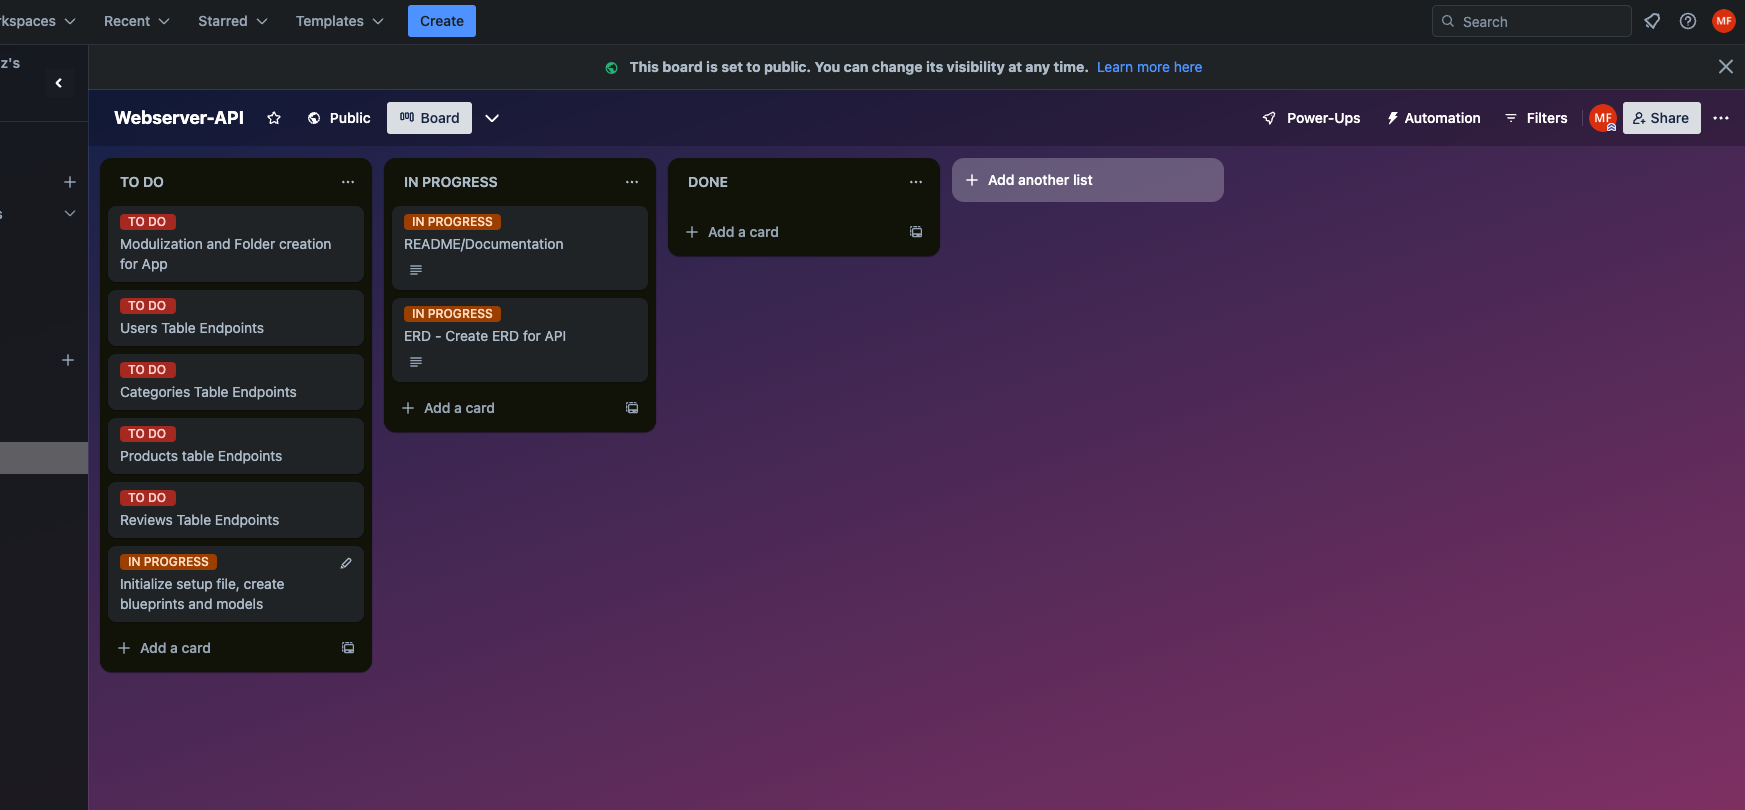 kspaces
Recent
Starred
Templates
Create
Search
MF
z's
This board is set to public. You can change its visibility at any time. Learn more here
Webserver-API
Public
Board
Power-Ups
Automation
Filters
MF
Share
TO DO
TO DO
Modulization and Folder creation
for App
TO DO
Users Table Endpoints
TO DO
Categories Table Endpoints
TO DO
Products table Endpoints
TO DO
Reviews Table Endpoints
IN PROGRESS
Initialize setup file, create
blueprints and models
Add a card
IN PROGRESS
IN PROGRESS
README/Documentation
IN PROGRESS
ERD - Create ERD for API
Add a card
DONE
Add a card
Add another list